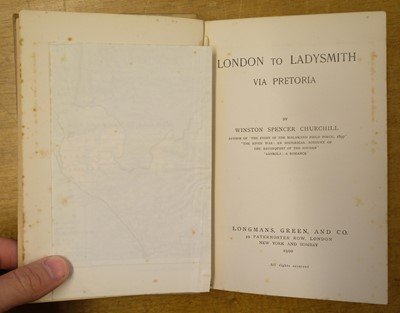 LONDON TO LADYSMITH
VIA PRETORIA
BY
WINSTON SPENCER CHURCHILL
AUTHOR OF "THE STORY OF THE MALAKAND FIELD FORCE, 1897"
"THE RIVER WAR: AN HISTORICAL ACCOUNT OF
THE RECONQUEST OF THE SOUDAN"
"SAVROLA: A ROMANCE"
LONGMANS, GREEN, AND CO.
39 PATERNOSTER ROW, LONDON
NEW YORK AND BOMBAY
1900
All rights reserved